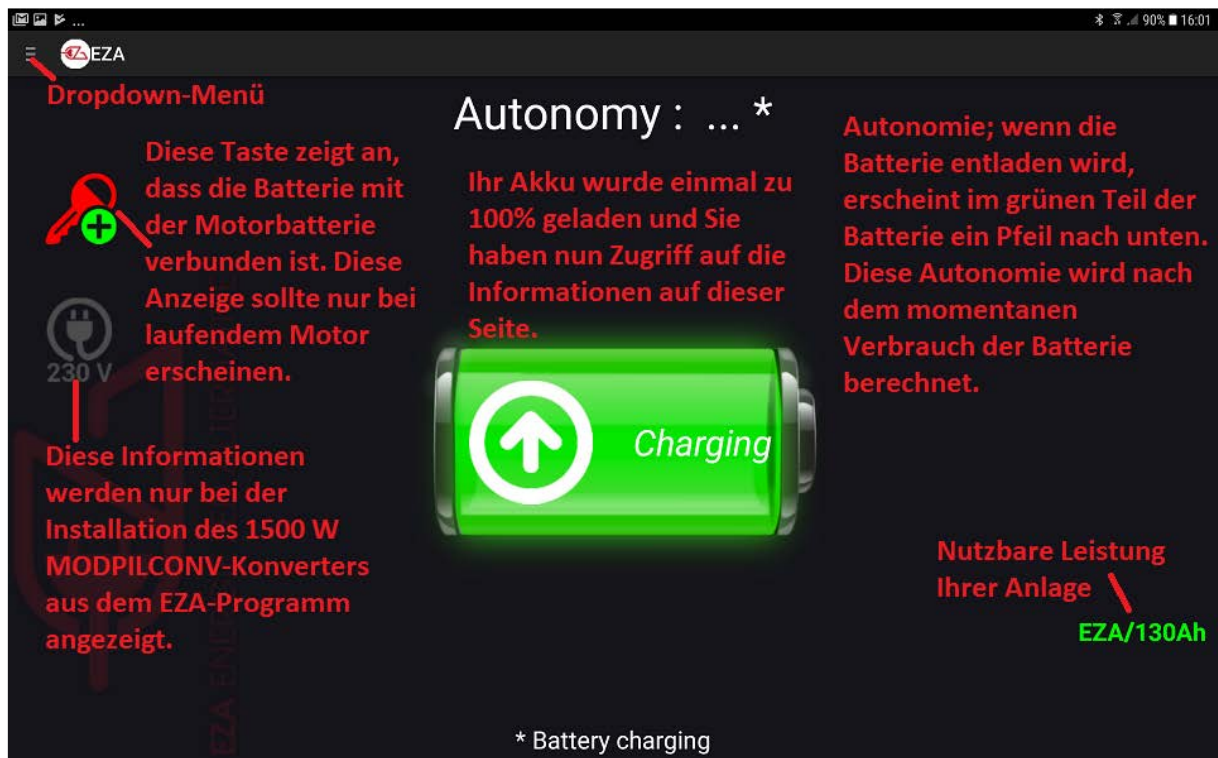 ...
90% 16:01
EZA
Dropdown-Menü
Autonomy : ... *
Diese Taste zeigt an,
dass die Batterie mit
der Motorbatterie
verbunden ist. Diese
Anzeige sollte nur bei
laufendem Motor
erscheinen.
Ihr Akku wurde einmal zu
100% geladen und Sie
haben nun Zugriff auf die
Informationen auf dieser
Seite.
Autonomie; wenn die
Batterie entladen wird,
erscheint im grünen Teil der
Batterie ein Pfeil nach unten.
Diese Autonomie wird nach
dem momentanen
Verbrauch der Batterie
berechnet.
230 V
Charging
Diese Informationen
werden nur bei der
Installation des 1500 W
MODPILCONV-Konverters
aus dem EZA-Programm
angezeigt.
Nutzbare Leistung
Ihrer Anlage
EZA/130Ah
* Battery charging